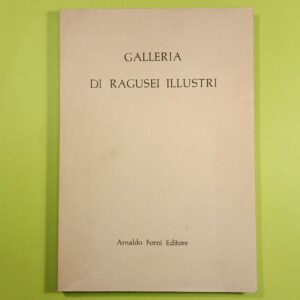 GALLERIA
DI RAGUSEI ILLUSTRI
Arnaldo Forni Editore